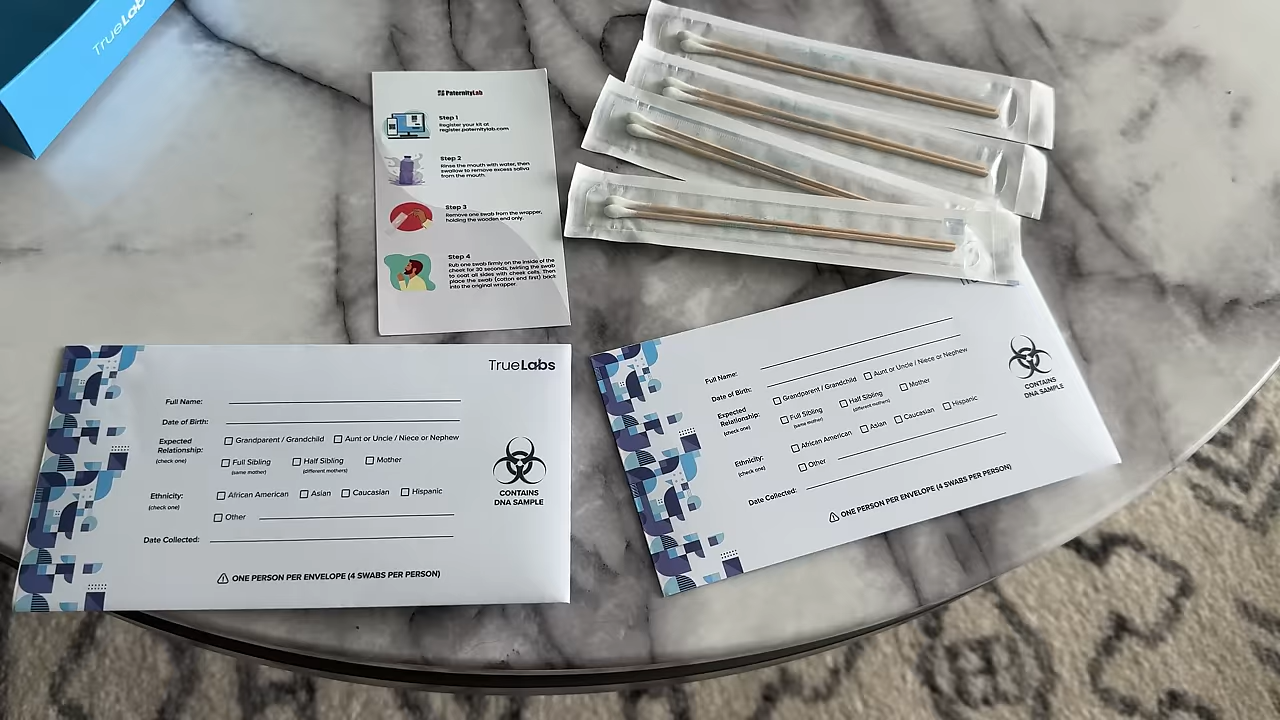 TrueLabs
PaternityLab
Step 1
Register your kit at
register.paternitylab.com
Step 2
Rinse the mouth with water, then
swallow to remove excess saliva
from the mouth.
Step 3
Remove one swab from the wrapper,
holding the wooden end only.
Step 4
Rub one swab firmly on the inside of the
cheek for 30 seconds, twirling the swab
to coat all sides with cheek cells. Then
place the swab (cotton end first) back
into the original wrapper.
TrueLabs
Full Name:
Date of Birth:
Expected
Relationship:
(check one)
Grandparent / Grandchild Aunt or Uncle / Niece or Nephew
Full Sibling Half Sibling Mother
(same mother) (different mothers)
Ethnicity:
(check one)
African American Asian Caucasian Hispanic
Other
Date Collected:
CONTAINS
DNA SAMPLE
ONE PERSON PER ENVELOPE (4 SWABS PER PERSON)
Full Name:
Date of Birth:
Expected
Relationship:
(check one)
Grandparent / Grandchild Aunt or Uncle / Niece or Nephew
Full Sibling Half Sibling Mother
(same mother) (different mothers)
Ethnicity:
(check one)
African American Asian Caucasian Hispanic
Other
Date Collected:
CONTAINS
DNA SAMPLE
ONE PERSON PER ENVELOPE (4 SWABS PER PERSON)